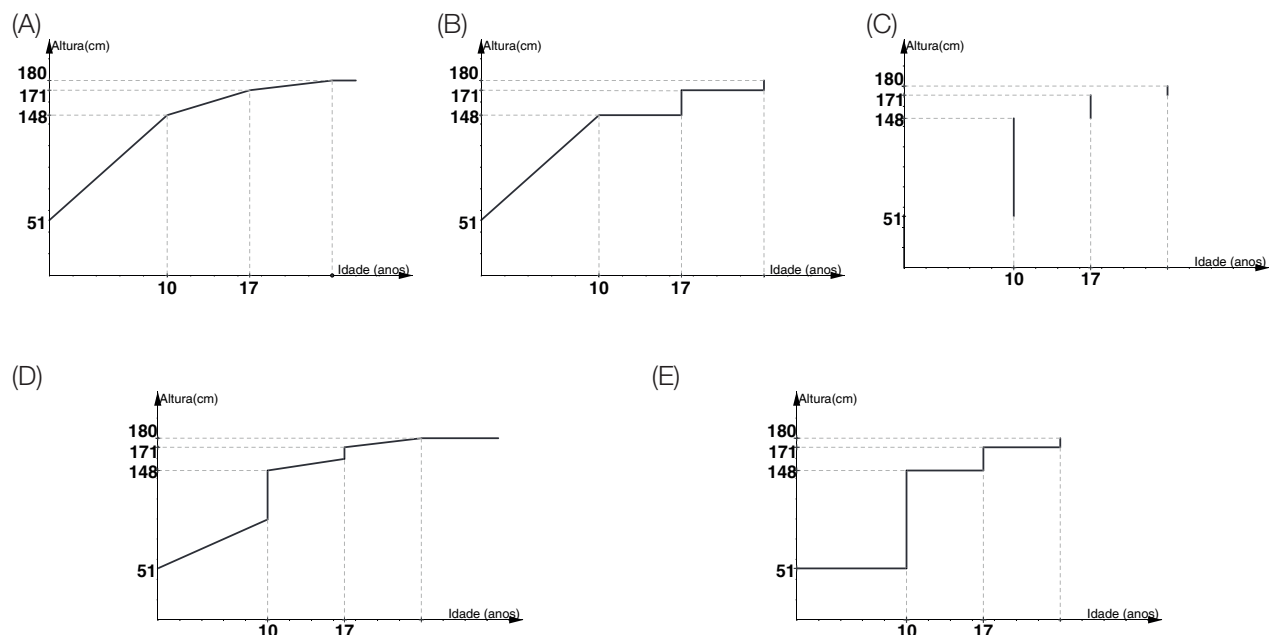 (A)
Altura(cm)
180
171
148
51
Idade (anos)
10 17
(B)
Altura(cm)
180
171
148
51
Idade (anos)
10 17
(C)
Altura(cm)
180
171
148
51
Idade (anos)
10 17
(D)
Altura(cm)
180
171
148
51
Idade (anos)
10 17
(E)
Altura(cm)
180
171
148
51
Idade (anos)
10 17